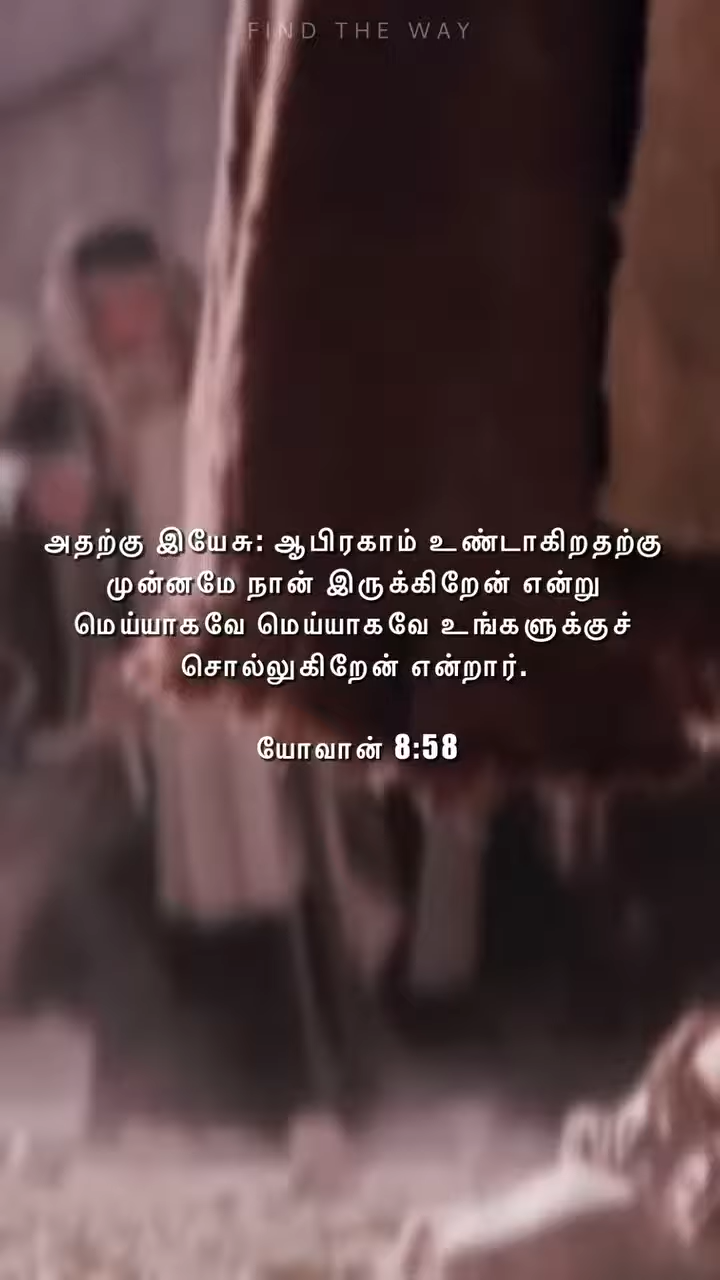 FIND THE WAY
அதற்கு இயேசு: ஆபிரகாம் உண்டாகிறதற்கு
முன்னமே நான் இருக்கிறேன் என்று
மெய்யாகவே மெய்யாகவே உங்களுக்குச்
சொல்லுகிறேன் என்றார்.
யோவான் 8:58